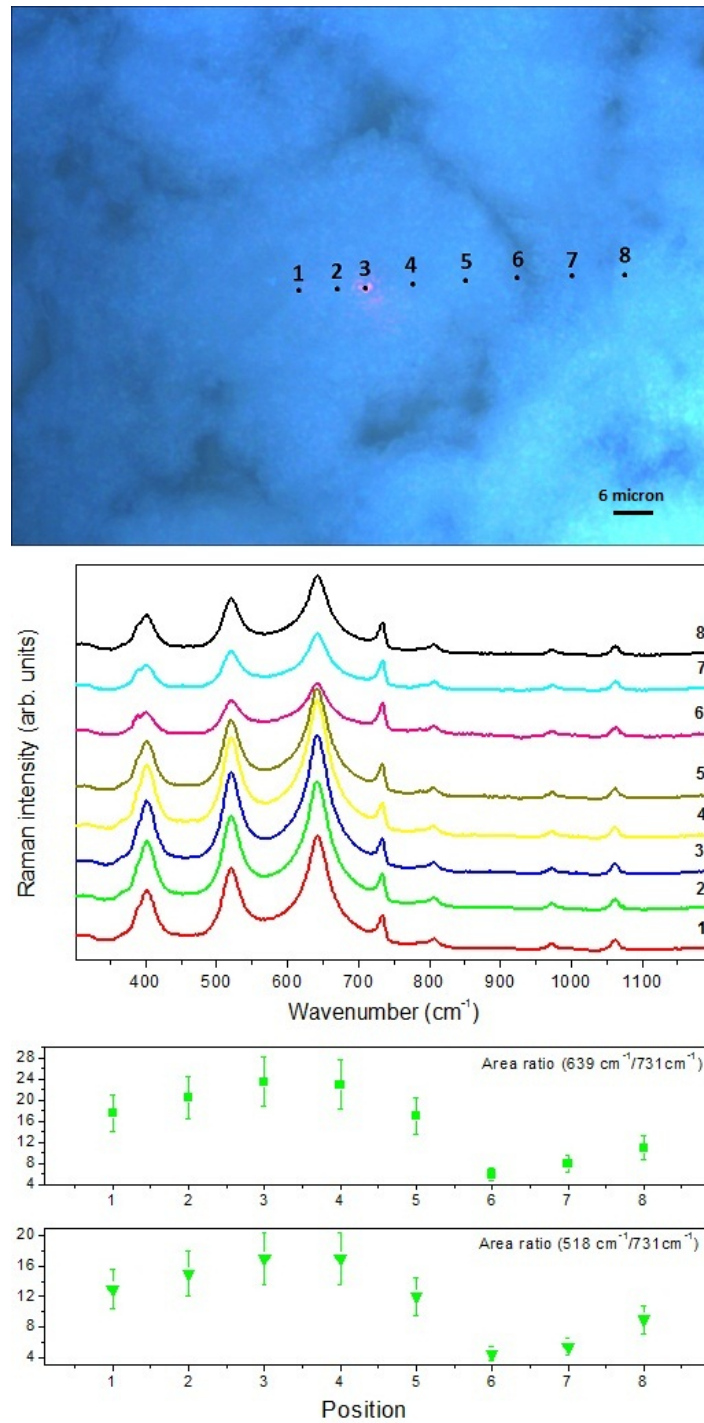 1 2 3 4 5 6 7 8
6 micron
Raman intensity (arb. units)
8
7
6
5
4
3
2
1
400 500 600 700 800 900 1000 1100
Wavenumber (cm⁻¹)
Area ratio (639 cm⁻¹/731cm⁻¹)
28
24
20
16
12
8
4
1 2 3 4 5 6 7 8
Area ratio (518 cm⁻¹/731cm⁻¹)
20
16
12
8
4
1 2 3 4 5 6 7 8
Position